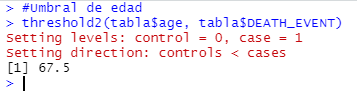 > #Umbral de edad
> threshold2(tabla$age, tabla$DEATH_EVENT)
Setting levels: control = 0, case = 1
Setting direction: controls < cases
[1] 67.5
>